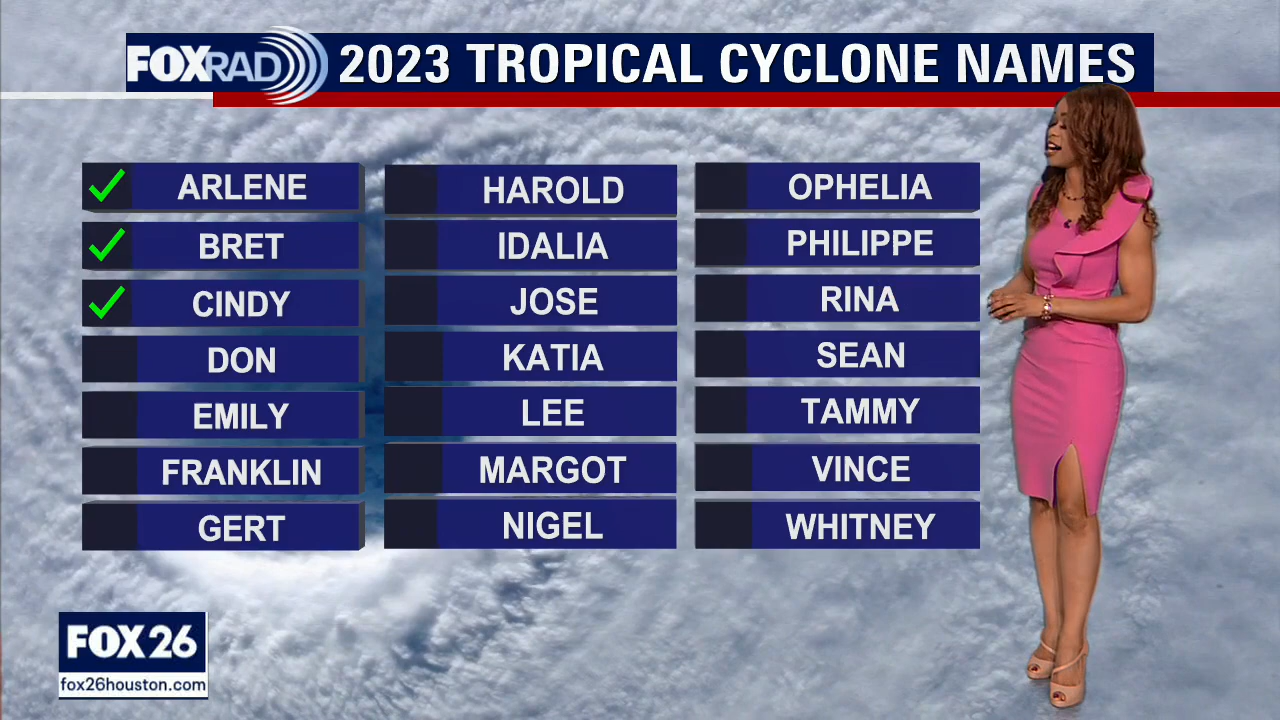 FOXRAD 2023 TROPICAL CYCLONE NAMES
ARLENE
BRET
CINDY
DON
EMILY
FRANKLIN
GERT
HAROLD
IDALIA
JOSE
KATIA
LEE
MARGOT
NIGEL
OPHELIA
PHILIPPE
RINA
SEAN
TAMMY
VINCE
WHITNEY
FOX 26
fox26houston.com